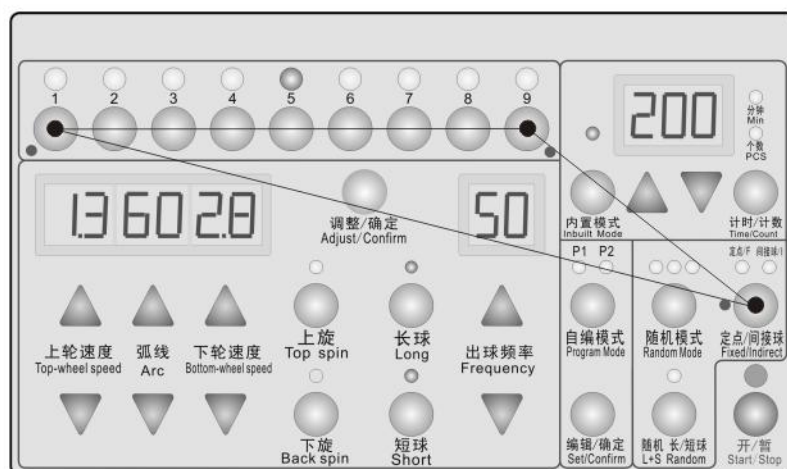 1 2 3 4 5 6 7 8 9
200
分钟
Min
个数
PCS
1.3 60 2.8
50
调整/确定
Adjust/Confirm
内置模式
Inbuilt Mode
计时/计数
Time/Count
P1 P2
定点/F 间接球/I
上轮速度
Top-wheel speed
弧线
Arc
下轮速度
Bottom-wheel speed
上旋
Top spin
长球
Long
出球频率
Frequency
自编模式
Program Mode
随机模式
Random Mode
定点/间接球
Fixed/Indirect
下旋
Back spin
短球
Short
编辑/确定
Set/Confirm
随机 长/短球
L+S Random
开/暂
Start/Stop